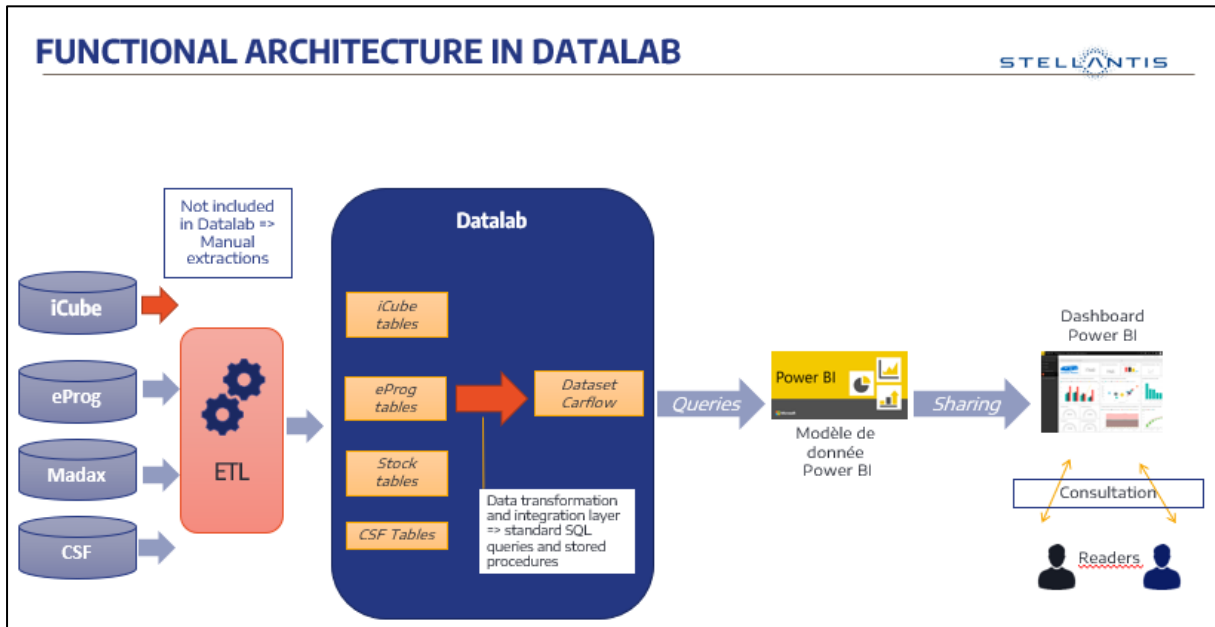 FUNCTIONAL ARCHITECTURE IN DATALAB
STELLANTIS
Not included
in Datalab =>
Manual
extractions
iCube
eProg
Madax
CSF
ETL
Datalab
iCube
tables
eProg
tables
Stock
tables
CSF Tables
Dataset
Carflow
Data transformation
and integration layer
=> standard SQL
queries and stored
procedures
Queries
Power BI
Microsoft
Modèle de
donnée
Power BI
Sharing
Dashboard
Power BI
Consultation
Readers